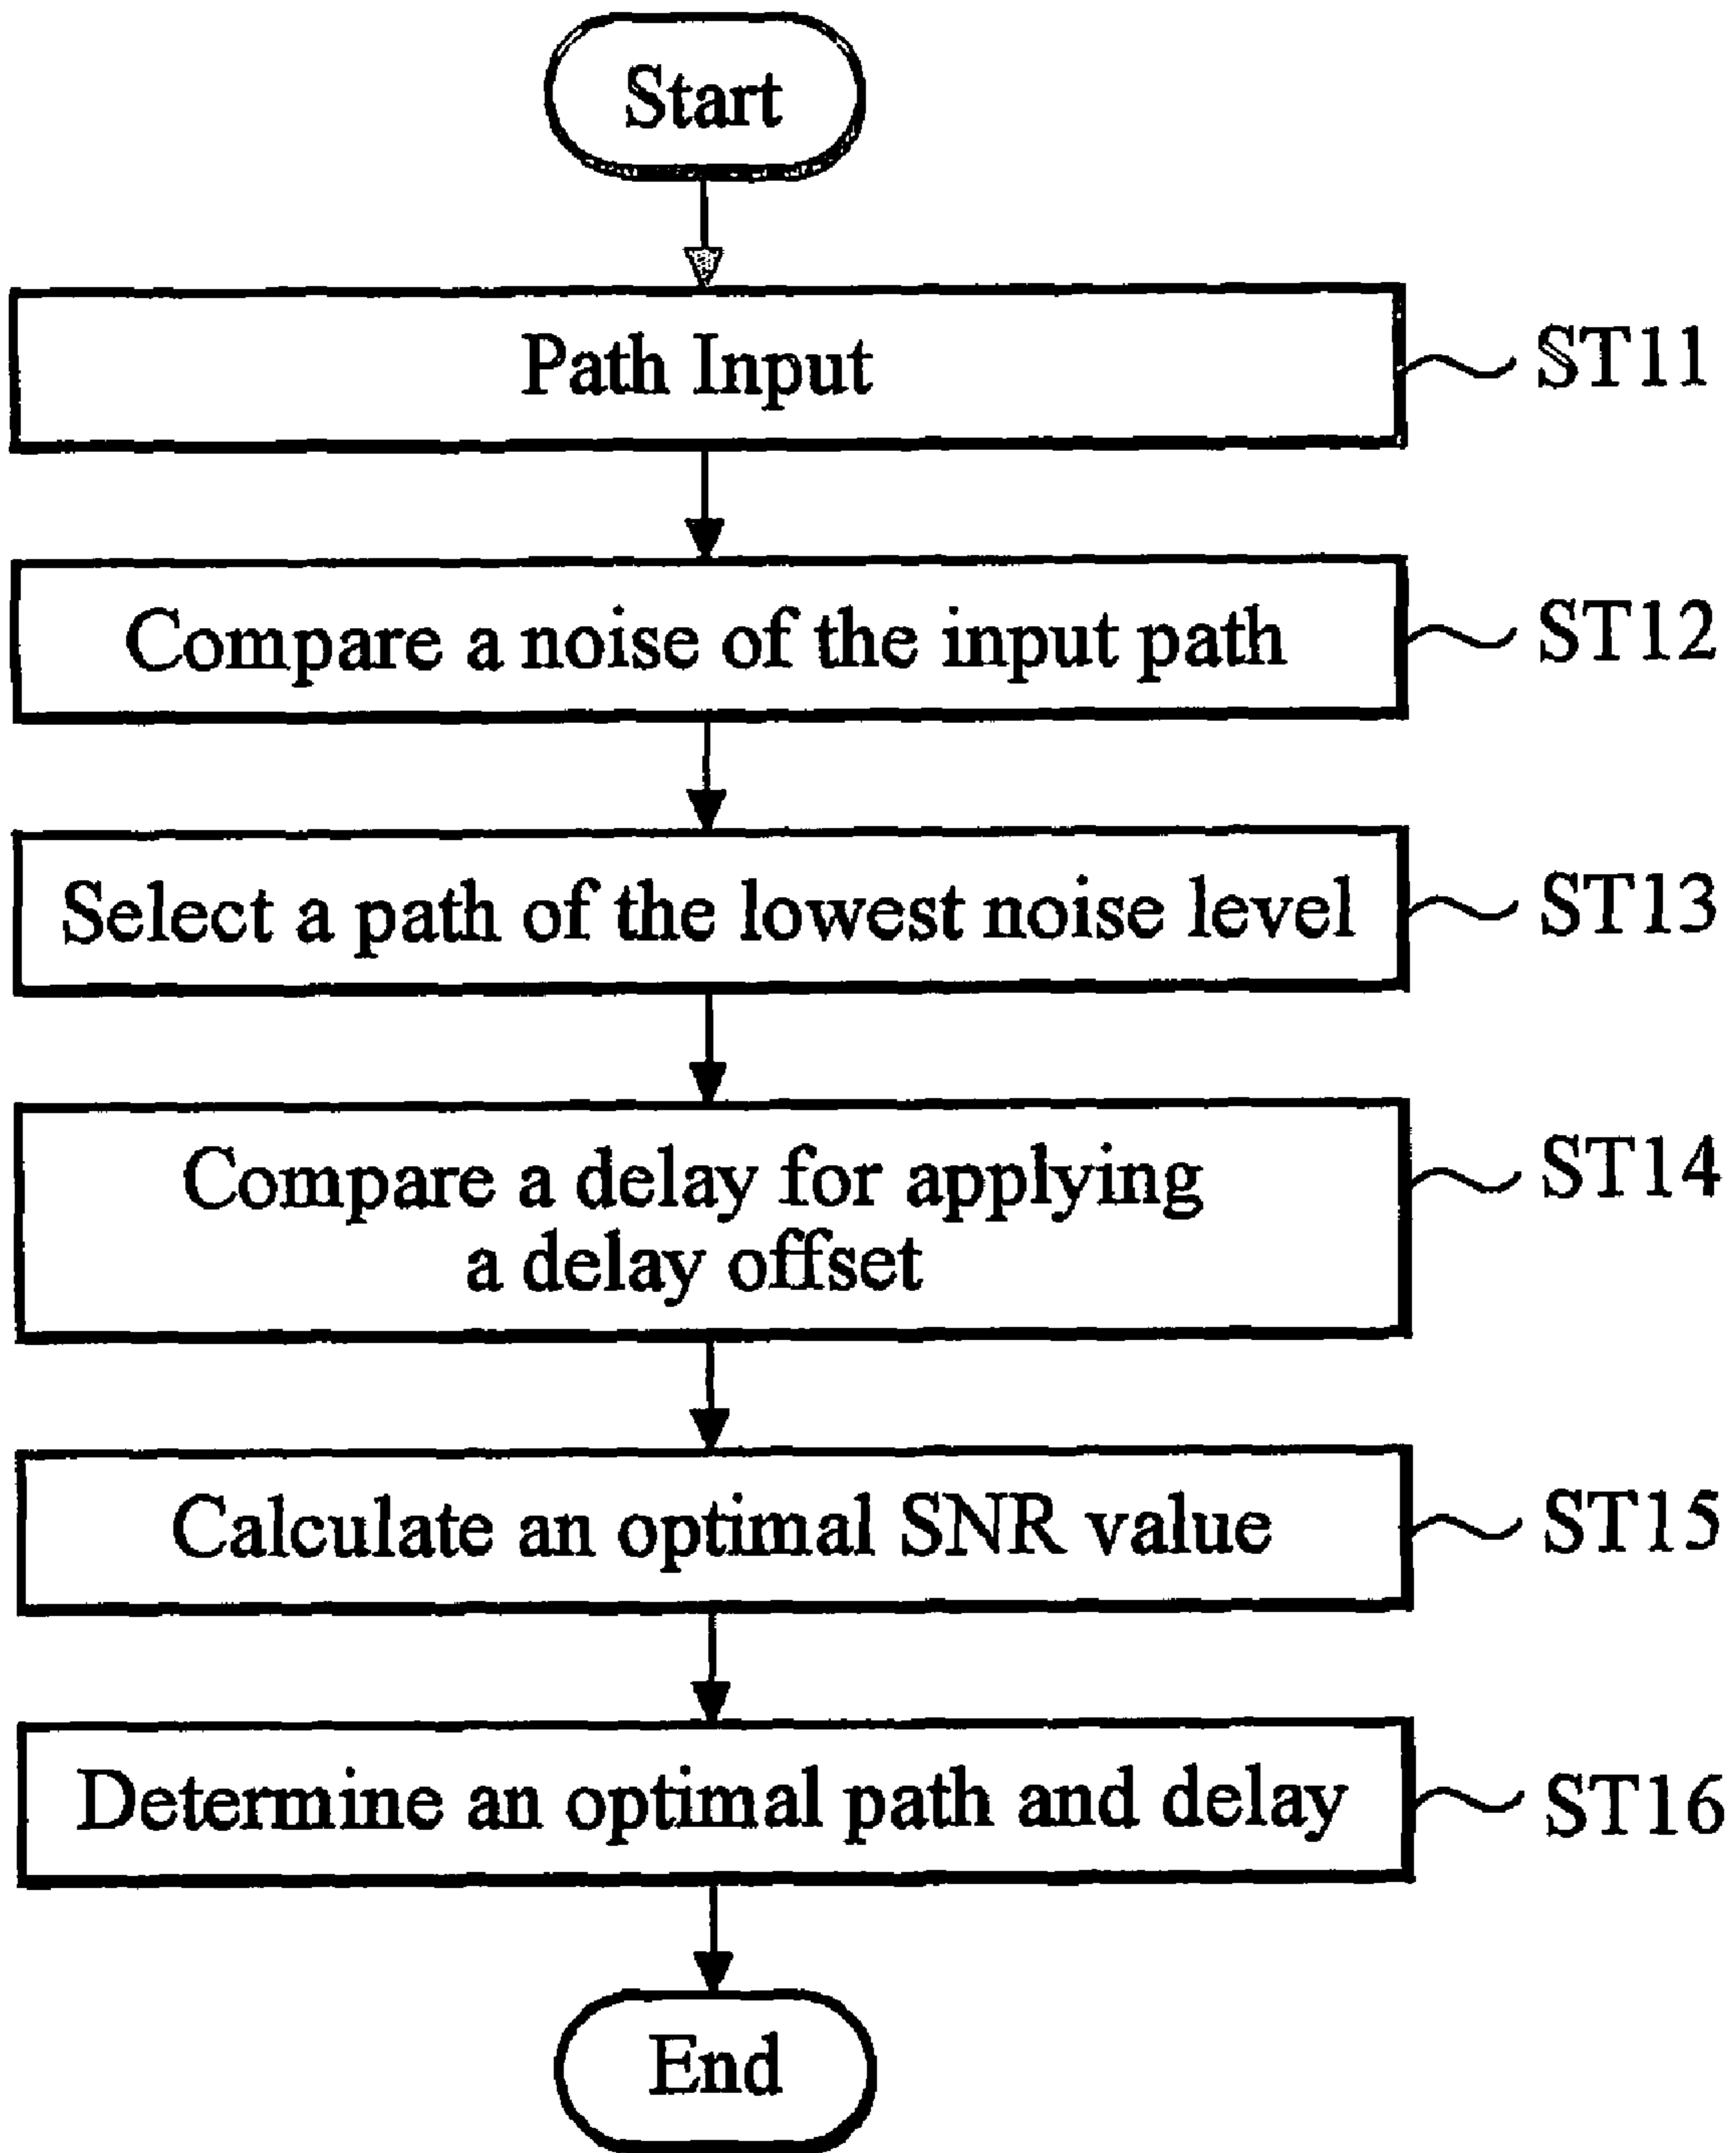 Start
Path Input
ST11
Compare a noise of the input path
ST12
Select a path of the lowest noise level
ST13
Compare a delay for applying
a delay offset
ST14
Calculate an optimal SNR value
ST15
Determine an optimal path and delay
ST16
End